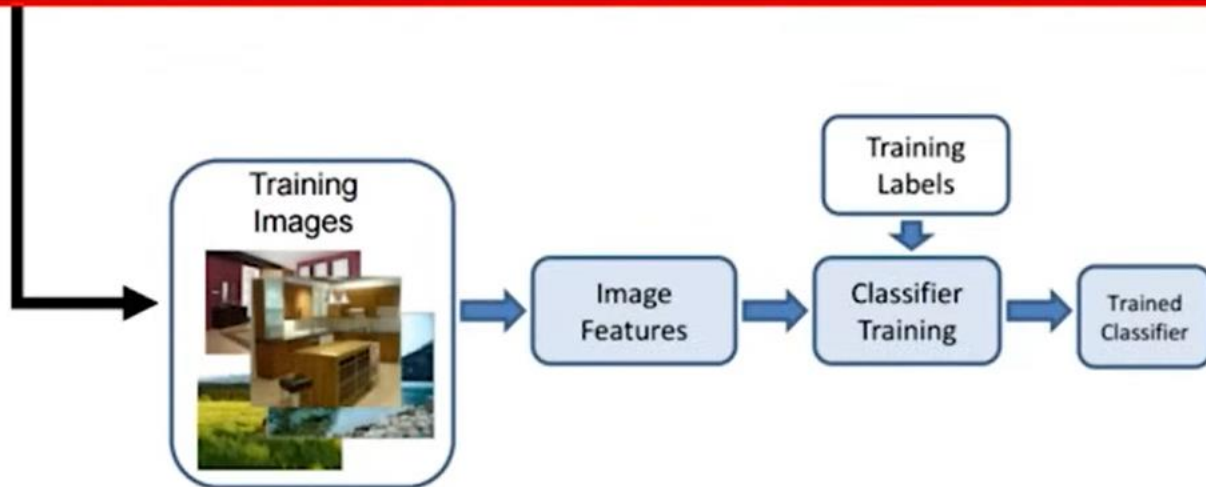 Training
Images
Image
Features
Training
Labels
Classifier
Training
Trained
Classifier